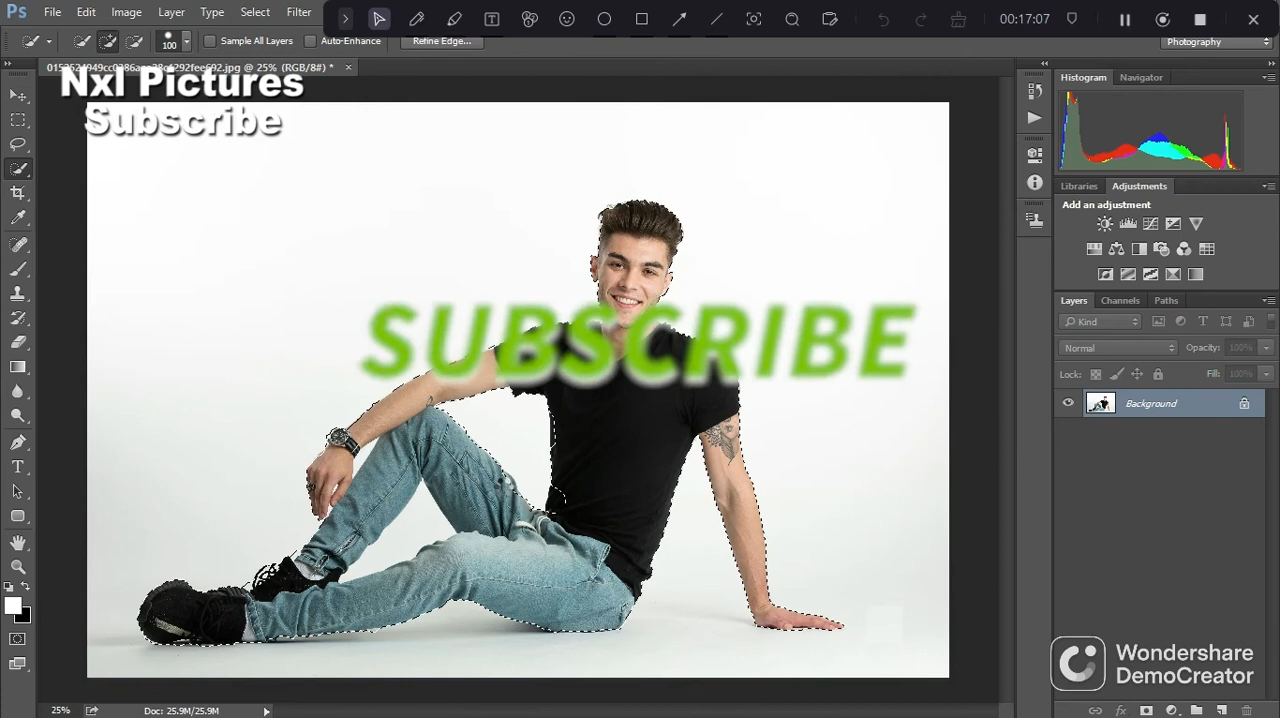 Ps File Edit Image Layer Type Select Filter
00:17:07
100 Sample All Layers Auto-Enhance Refine Edge... Photography
Nxl Pictures
Subscribe
SUBSCRIBE
Histogram Navigator
Libraries Adjustments
Add an adjustment
Layers Channels Paths
Kind
Normal Opacity: 100%
Lock: Fill: 100%
Background
Wondershare
DemoCreator
25% Doc: 25.9M/25.9M